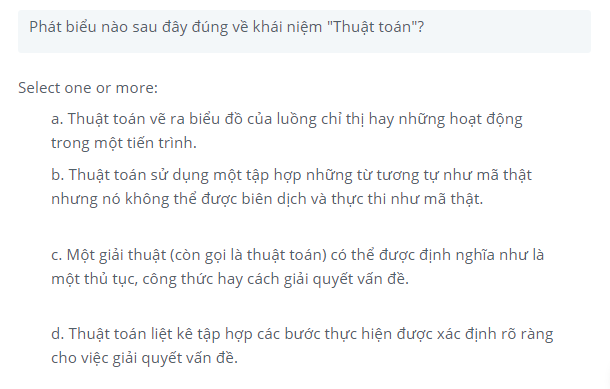 Phát biểu nào sau đây đúng về khái niệm "Thuật toán"?
Select one or more:
a. Thuật toán vẽ ra biểu đồ của luồng chỉ thị hay những hoạt động
trong một tiến trình.
b. Thuật toán sử dụng một tập hợp những từ tương tự như mã thật
nhưng nó không thể được biên dịch và thực thi như mã thật.
c. Một giải thuật (còn gọi là thuật toán) có thể được định nghĩa như là
một thủ tục, công thức hay cách giải quyết vấn đề.
d. Thuật toán liệt kê tập hợp các bước thực hiện được xác định rõ ràng
cho việc giải quyết vấn đề.